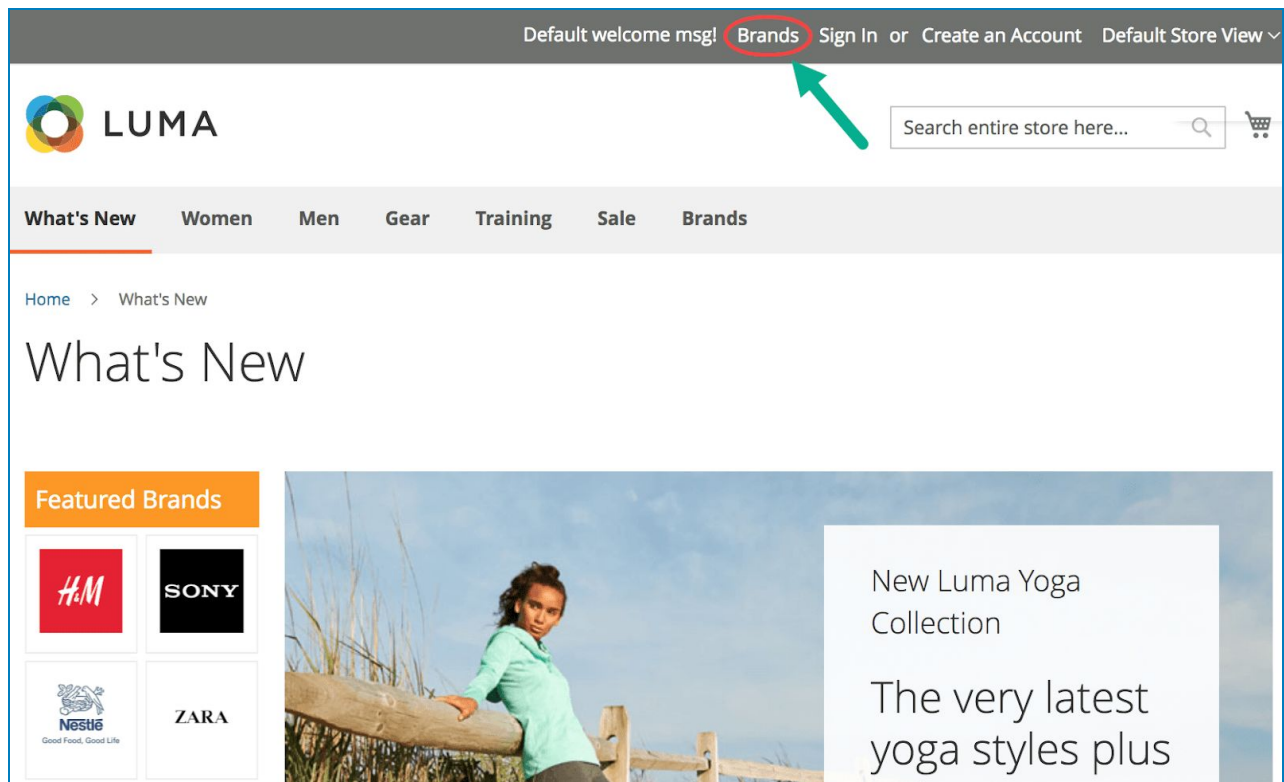 Default welcome msg! Brands Sign In or Create an Account Default Store View
LUMA
Search entire store here...
What's New Women Men Gear Training Sale Brands
Home > What's New
What's New
Featured Brands
H&M
SONY
Nestlé
Good Food, Good Life
ZARA
New Luma Yoga
Collection
The very latest
yoga styles plus